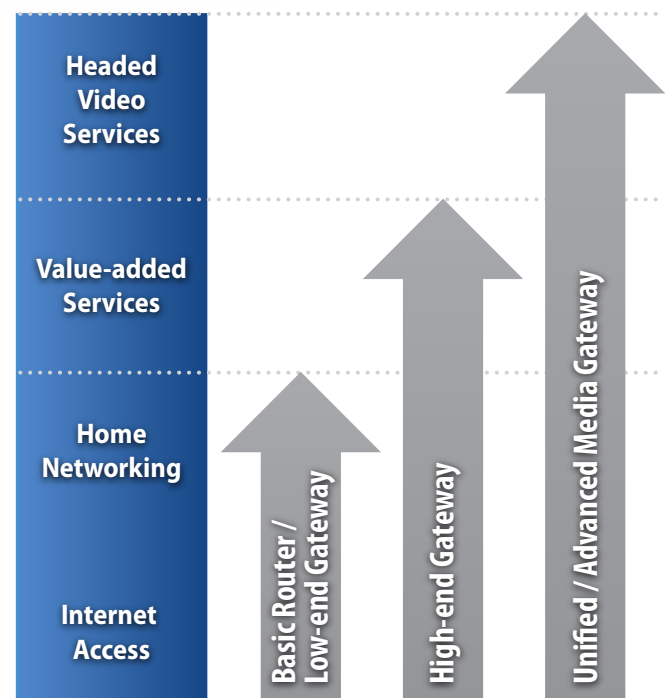 Headed
Video
Services
Value-added
Services
Home
Networking
Internet
Access
Basic Router /
Low-end Gateway
High-end Gateway
Unified / Advanced Media Gateway